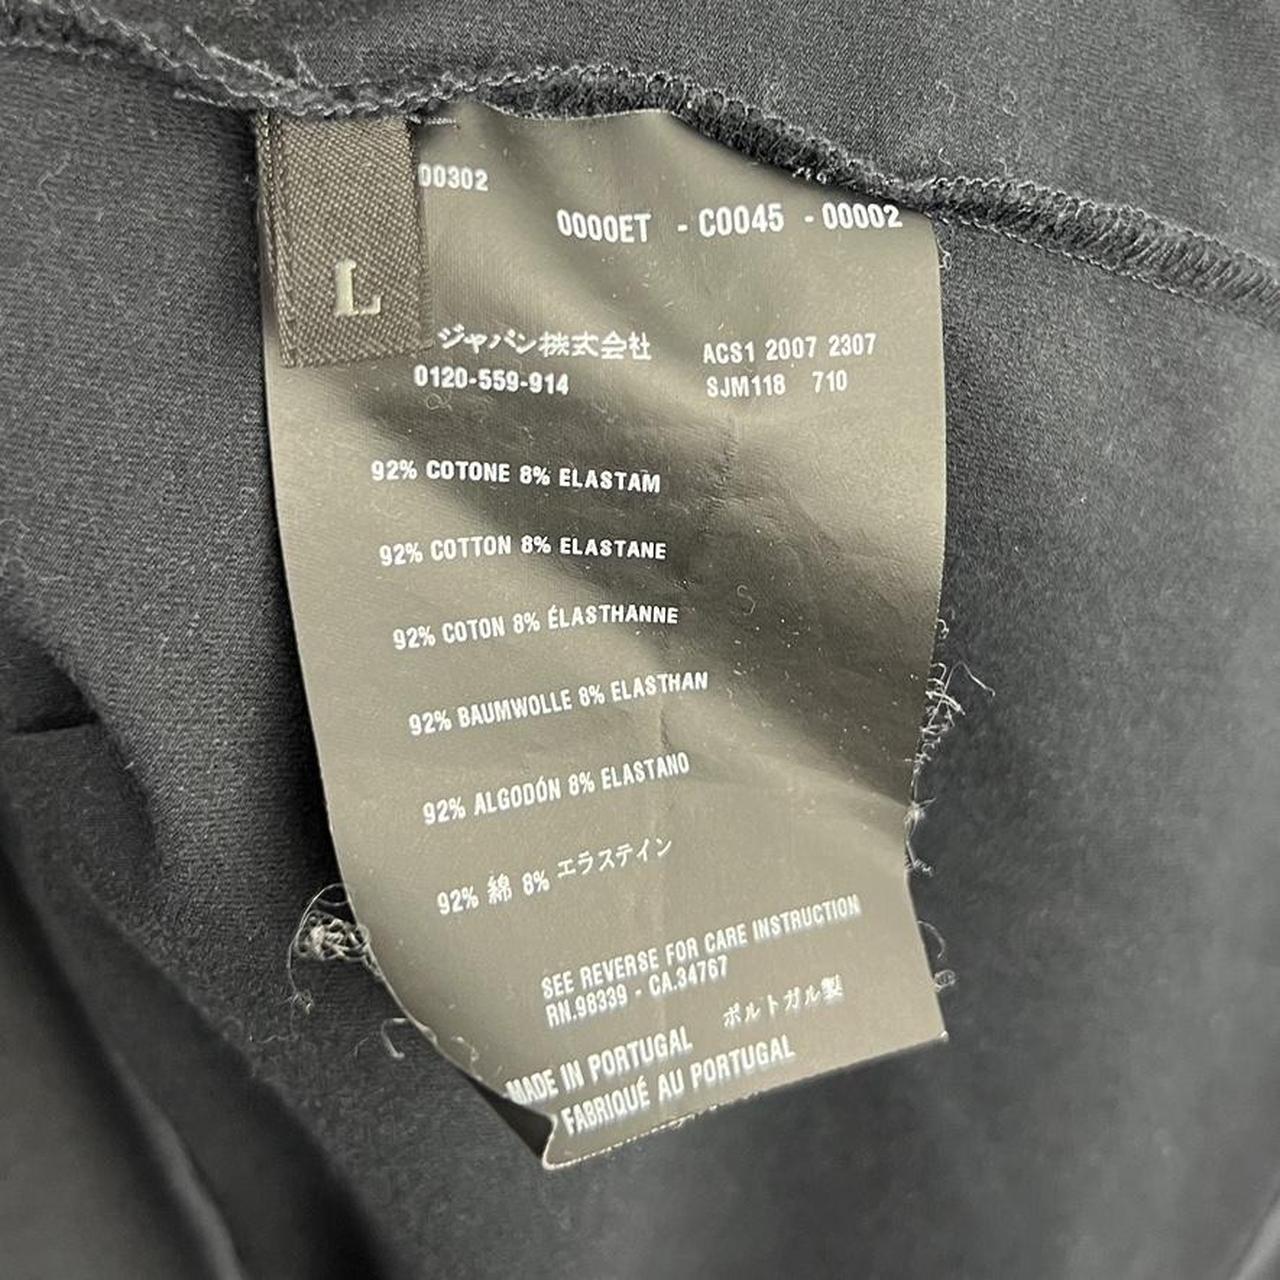 00302
0000ET - C0045 - 00002
L
ジャパン株式会社 ACS1 2007 2307
0120-559-914 SJM118 710
92% COTONE 8% ELASTAM
92% COTTON 8% ELASTANE
92% COTON 8% ÉLASTHANNE
92% BAUMWOLLE 8% ELASTHAN
92% ALGODÓN 8% ELASTANO
92% 綿 8% エラステイン
SEE REVERSE FOR CARE INSTRUCTION
RN.98339 - CA.34767
MADE IN PORTUGAL ポルトガル製
FABRIQUÉ AU PORTUGAL